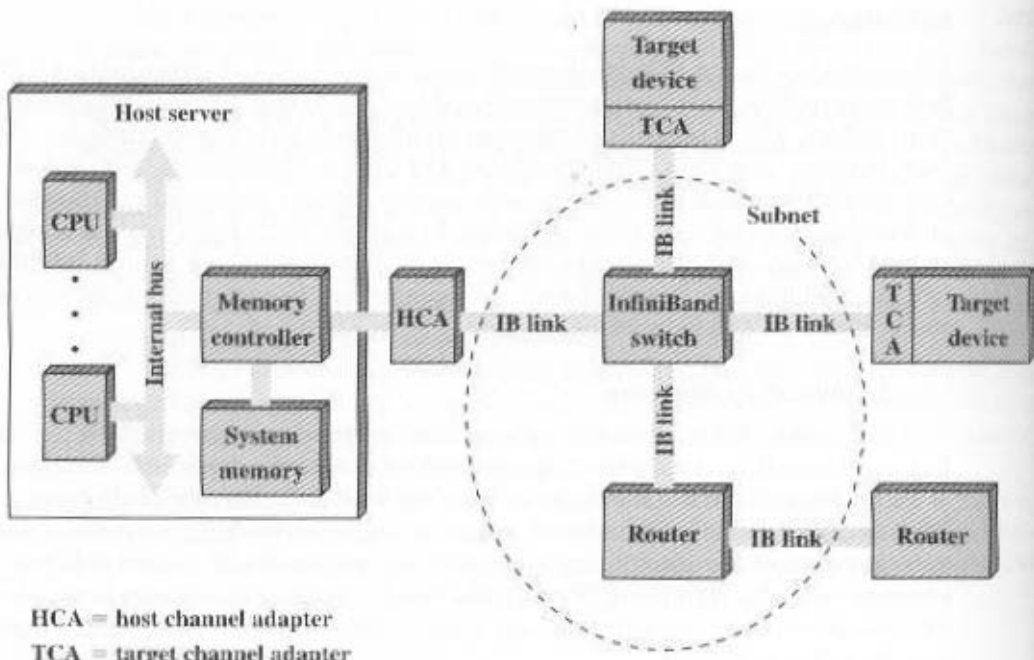 Target
device
TCA
Host server
CPU
CPU
Internal bus
Memory
controller
System
memory
HCA
IB link
IB link
Subnet
InfiniBand
switch
IB link
TCA
Target
device
IB link
Router
IB link
Router
HCA = host channel adapter
TCA = target channel adapter